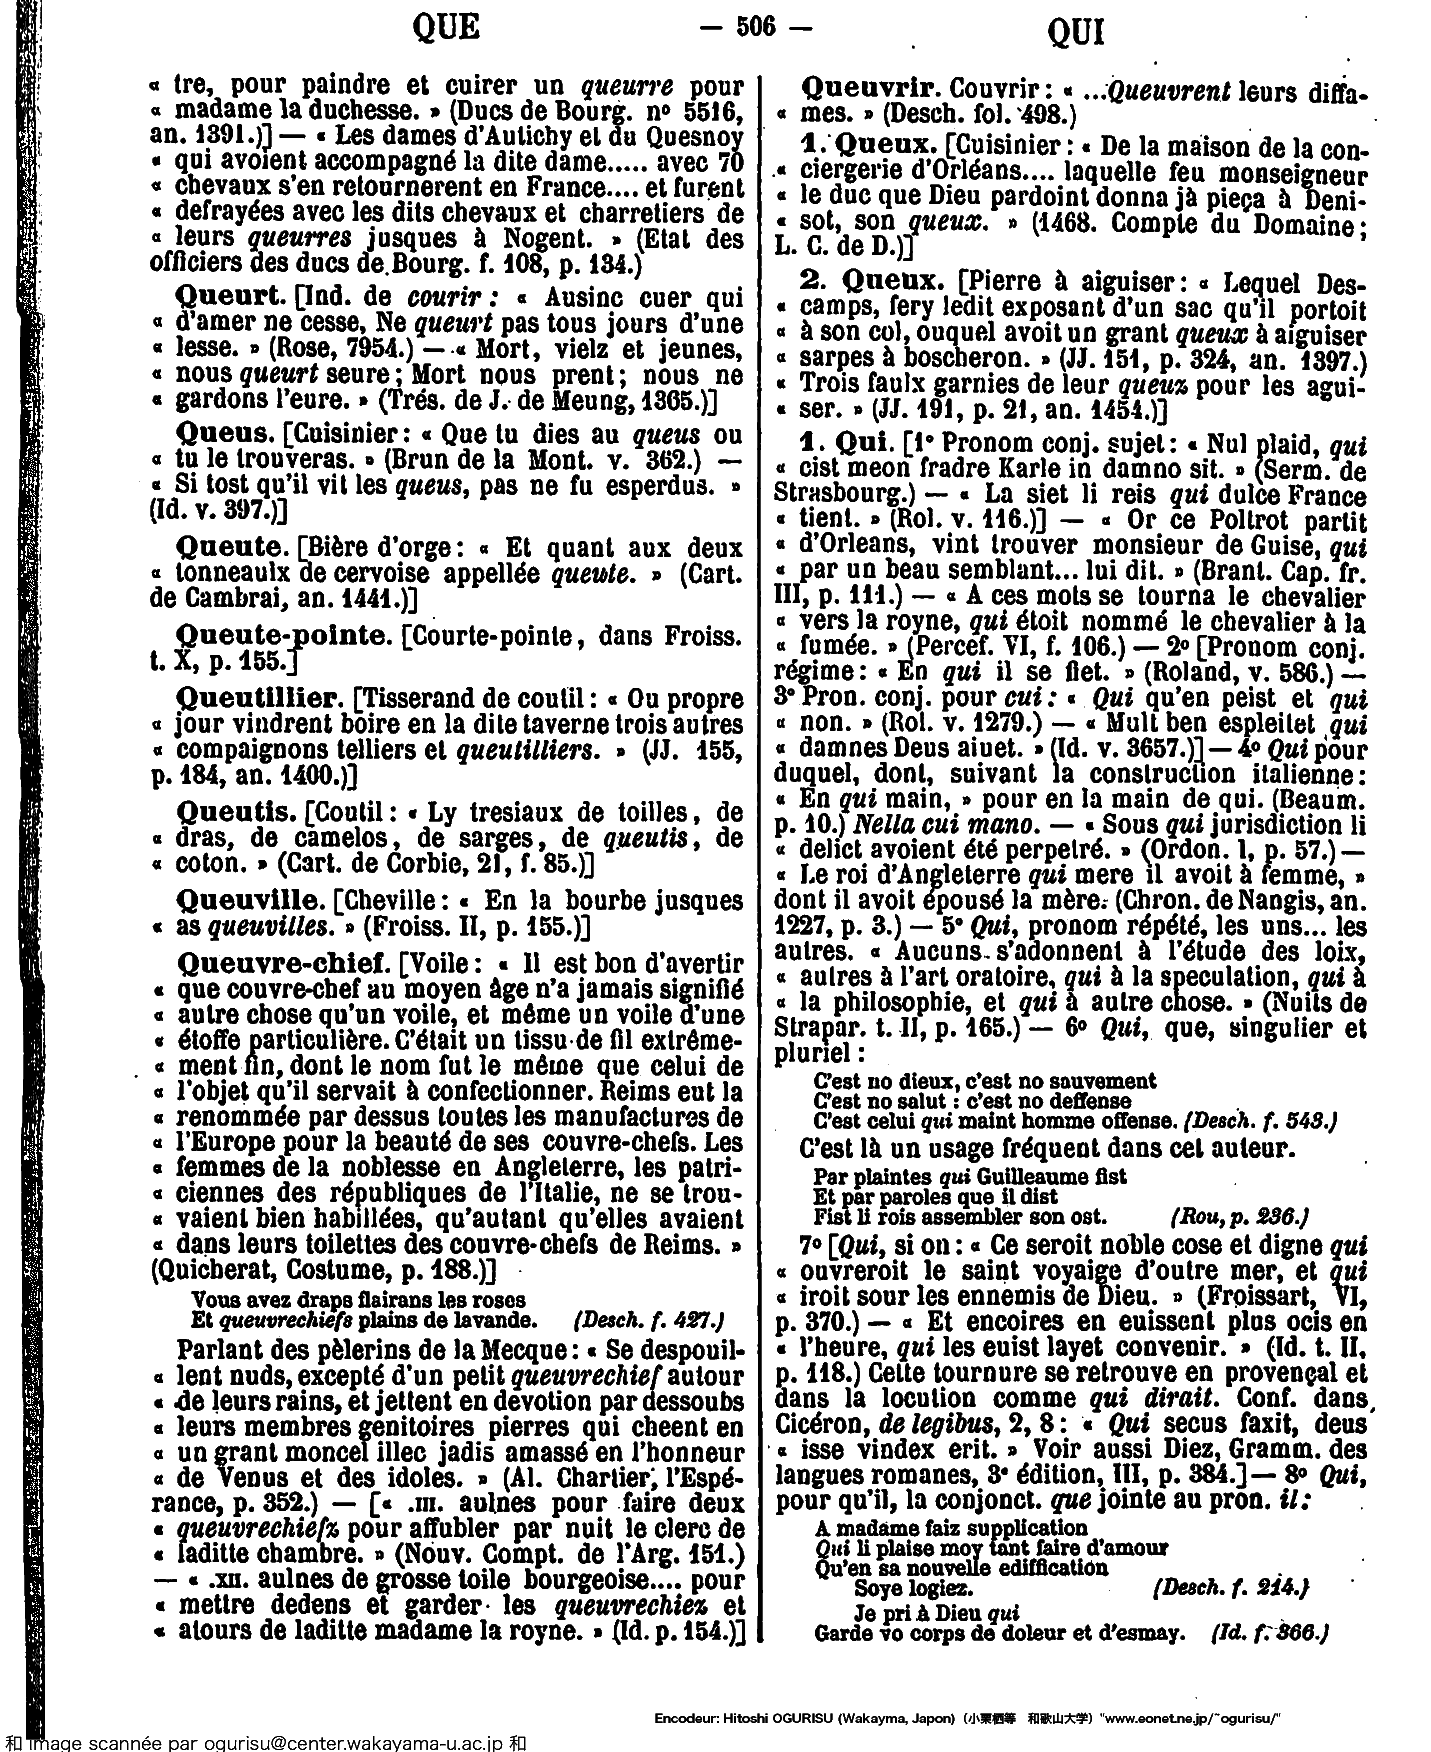 QUE
— 506 —
QUI
« tre, pour paindre et cuirer un queurre pour
« madame la duchesse. » (Ducs de Bourg. nº 5516,
an. 1391.)] — « Les dames d'Autichy et du Quesnoy
« qui avoient accompagné la dite dame..... avec 70
« chevaux s'en retournerent en France.... et furent
« defrayées avec les dits chevaux et charretiers de
« leurs queurres jusques à Nogent. » (Etat des
officiers des ducs de Bourg. f. 108, p. 134.)
Queurt. [Ind. de courir : « Ausinc cuer qui
« d'amer ne cesse, Ne queurt pas tous jours d'une
« lesse. » (Rose, 7954.) — « Mort, vielz et jeunes,
« nous queurt seure ; Mort nous prent ; nous ne
« gardons l'eure. » (Trés. de J. de Meung, 1365.)]
Queus. [Cuisinier : « Que tu dies au queus ou
« tu le trouveras. » (Brun de la Mont. v. 362.) —
« Si tost qu'il vit les queus, pas ne fu esperdus. »
(Id. v. 397.)]
Queute. [Bière d'orge : « Et quant aux deux
« tonneaulx de cervoise appellée queute. » (Cart.
de Cambrai, an. 1441.)]
Queute-pointe. [Courte-pointe, dans Froiss.
t. X, p. 155.]
Queutillier. [Tisserand de coutil : « Ou propre
« jour vindrent boire en la dite taverne trois autres
« compaignons telliers et queutilliers. » (JJ. 155,
p. 184, an. 1400.)]
Queutis. [Coutil : « Ly tresiaux de toilles, de
« dras, de camelos, de sarges, de queutis, de
« coton. » (Cart. de Corbie, 21, f. 85.)]
Queuville. [Cheville : « En la bourbe jusques
« as queuvilles. » (Froiss. II, p. 155.)]
Queuvre-chief. [Voile : « Il est bon d'avertir
« que couvre-chef au moyen âge n'a jamais signifié
« autre chose qu'un voile, et même un voile d'une
« étoffe particulière. C'était un tissu de fil extrême-
« ment fin, dont le nom fut le même que celui de
« l'objet qu'il servait à confectionner. Reims eut la
« renommée par dessus toutes les manufactures de
« l'Europe pour la beauté de ses couvre-chefs. Les
« femmes de la noblesse en Angleterre, les patri-
« ciennes des républiques de l'Italie, ne se trou-
« vaient bien habillées, qu'autant qu'elles avaient
« dans leurs toilettes des couvre-chefs de Reims. »
(Quicherat, Costume, p. 188.)]
Vous avez draps flairans les roses
Et queuvrechiefs plains de lavande. (Desch. f. 427.)
Parlant des pèlerins de la Mecque : « Se despouil-
« lent nuds, excepté d'un petit queuvrechief autour
« de leurs rains, et jettent en devotion par dessoubs
« leurs membres genitoires pierres qui cheent en
« un grant moncel illec jadis amassé en l'honneur
« de Venus et des idoles. » (Al. Chartier, l'Espé-
rance, p. 352.) — [« .III. aulnes pour faire deux
« queuvrechiefz pour affubler par nuit le clerc de
« laditte chambre. » (Nouv. Compt. de l'Arg. 151.)
— « .XII. aulnes de grosse toile bourgeoise.... pour
« mettre dedens et garder les queuvrechiez et
« atours de laditte madame la royne. » (Id. p. 154.)]
Queuvrir. Couvrir : « ...Queuvrent leurs diffa-
« mes. » (Desch. fol. 498.)
1. Queux. [Cuisinier : « De la maison de la con-
« ciergerie d'Orléans.... laquelle feu monseigneur
« le duc que Dieu pardoint donna jà pieça à Deni-
« sot, son queux. » (1468. Compte du Domaine ;
L. C. de D.)]
2. Queux. [Pierre à aiguiser : « Lequel Des-
« camps, fery ledit exposant d'un sac qu'il portoit
« à son col, ouquel avoit un grant queux à aiguiser
« sarpes à boscheron. » (JJ. 151, p. 324, an. 1397.)
« Trois faulx garnies de leur queuz pour les agui-
« ser. » (JJ. 191, p. 21, an. 1454.)]
1. Qui. [1° Pronom conj. sujet : « Nul plaid, qui
« cist meon fradre Karle in damno sit. » (Serm. de
Strasbourg.) — « La siet li reis qui dulce France
« tient. » (Rol. v. 116.)] — « Or ce Poltrot partit
« d'Orleans, vint trouver monsieur de Guise, qui
« par un beau semblant... lui dit. » (Brant. Cap. fr.
III, p. 111.) — « A ces mots se tourna le chevalier
« vers la royne, qui étoit nommé le chevalier à la
« fumée. » (Percef. VI, f. 106.) — 2º [Pronom conj.
régime : « En qui il se fiet. » (Roland, v. 586.) —
3º Pron. conj. pour cui : « Qui qu'en peist et qui
« non. » (Rol. v. 1279.) — « Mult ben espleitet qui
« damnes Deus aiuet. » (Id. v. 3657.)] — 4º Qui pour
duquel, dont, suivant la construction italienne :
« En qui main, » pour en la main de qui. (Beaum.
p. 10.) Nella cui mano. — « Sous qui jurisdiction li
« delict avoient été perpetré. » (Ordon. I, p. 57.) —
« Le roi d'Angleterre qui mere il avoit à femme, »
dont il avoit épousé la mère. (Chron. de Nangis, an.
1227, p. 3.) — 5º Qui, pronom répété, les uns... les
autres. « Aucuns s'adonnent à l'étude des loix,
« autres à l'art oratoire, qui à la speculation, qui à
« la philosophie, et qui à autre chose. » (Nuits de
Strapar. t. II, p. 165.) — 6º Qui, que, singulier et
pluriel :
C'est no dieux, c'est no sauvement
C'est no salut : c'est no deffense
C'est celui qui maint homme offense. (Desch. f. 543.)
C'est là un usage fréquent dans cet auteur.
Par plaintes qui Guilleaume fist
Et par paroles que il dist
Fist li rois assembler son ost. (Rou, p. 236.)
7º [Qui, si on : « Ce seroit noble cose et digne qui
« ouvreroit le saint voyaige d'outre mer, et qui
« iroit sour les ennemis de Dieu. » (Froissart, VI,
p. 370.) — « Et encoires en euissent plus ocis en
« l'heure, qui les euist layet convenir. » (Id. t. II,
p. 118.) Cette tournure se retrouve en provençal et
dans la locution comme qui dirait. Conf. dans
Cicéron, de legibus, 2, 8 : « Qui secus faxit, deus
« isse vindex erit. » Voir aussi Diez, Gramm. des
langues romanes, 3e édition, III, p. 384.] — 8º Qui,
pour qu'il, la conjonct. que jointe au pron. il :
A madame faiz supplication
Qui li plaise moy tant faire d'amour
Qu'en sa nouvelle ediffication
Soye logiez. (Desch. f. 214.)
Je pri à Dieu qui
Garde vo corps de doleur et d'esmay. (Id. f. 366.)
Encodeur: Hitoshi OGURISU (Wakayma, Japon)（小栗栖等 和歌山大学）"www.eonet.ne.jp/~ogurisu/"
和 Image scannée par ogurisu@center.wakayama-u.ac.jp 和